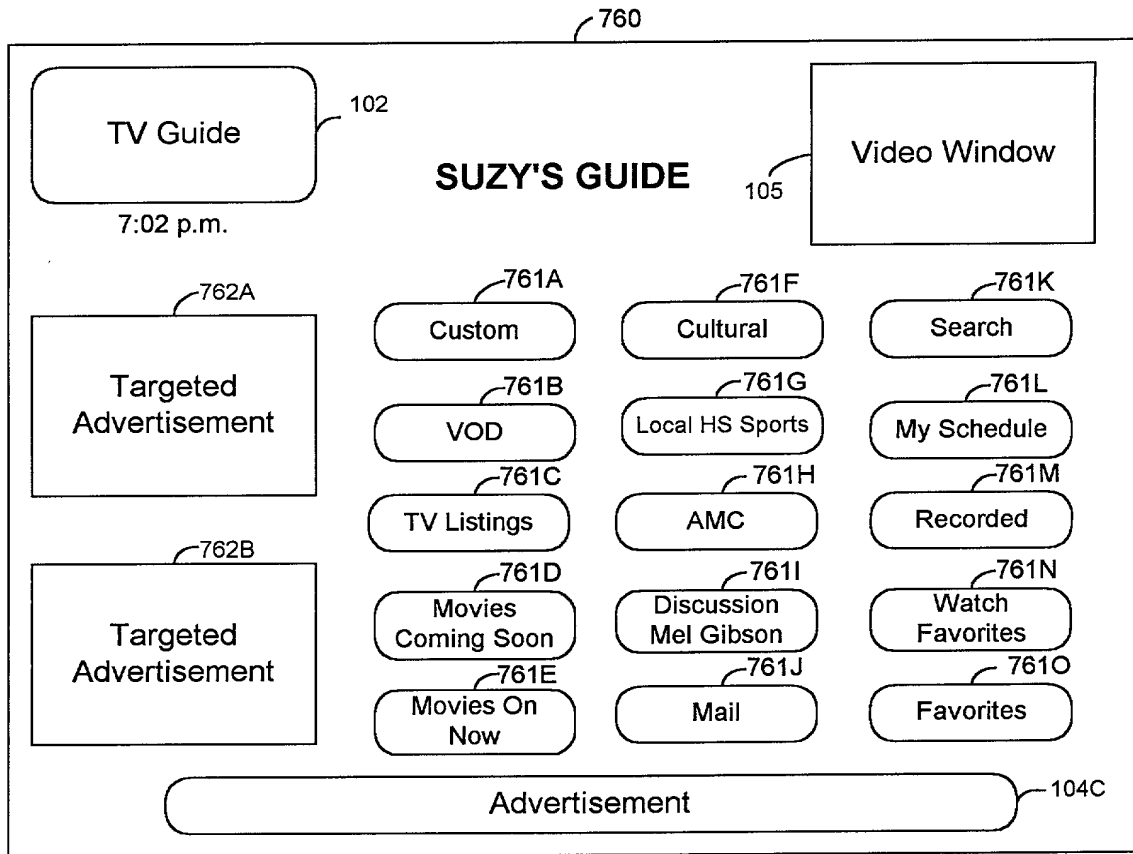 760
TV Guide
102
7:02 p.m.
SUZY'S GUIDE
Video Window
105
762A
Targeted
Advertisement
762B
Targeted
Advertisement
761A
Custom
761F
Cultural
761K
Search
761B
VOD
761G
Local HS Sports
761L
My Schedule
761C
TV Listings
761H
AMC
761M
Recorded
761D
Movies
Coming Soon
761I
Discussion
Mel Gibson
761N
Watch
Favorites
761E
Movies On
Now
761J
Mail
761O
Favorites
Advertisement
104C